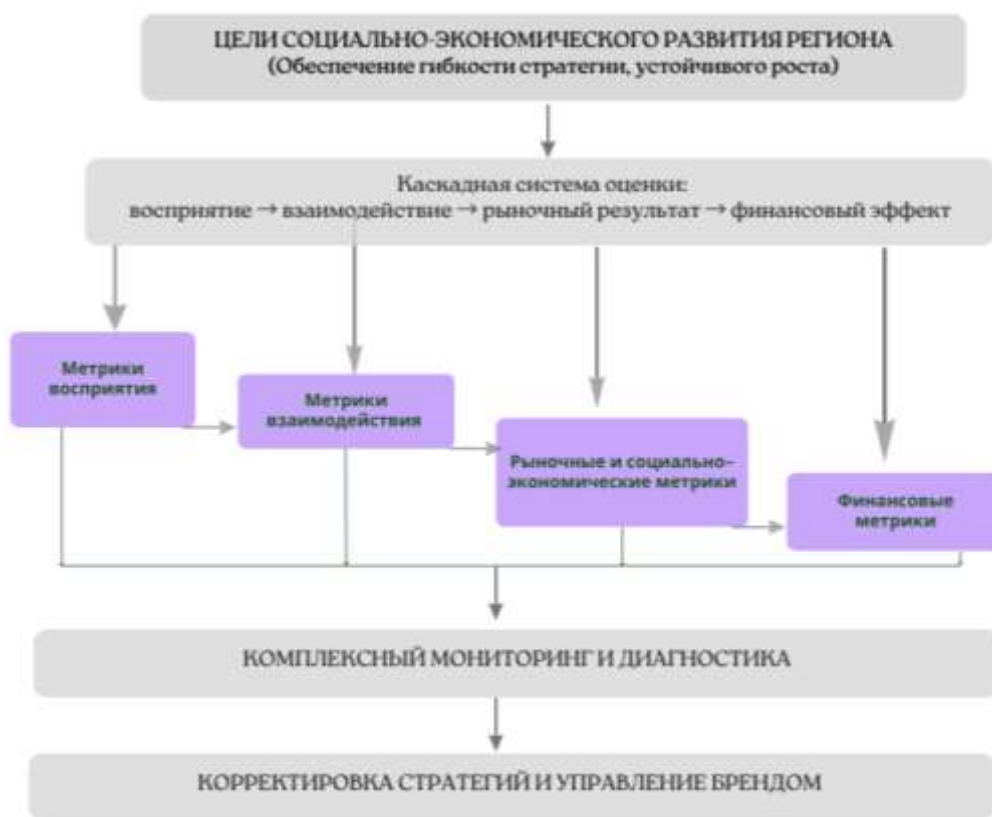 ЦЕЛИ СОЦИАЛЬНО-ЭКОНОМИЧЕСКОГО РАЗВИТИЯ РЕГИОНА
(Обеспечение гибкости стратегии, устойчивого роста)
Каскадная система оценки:
восприятие → взаимодействие → рыночный результат → финансовый эффект
Метрики
восприятия
Метрики
взаимодействия
Рыночные и социально-
экономические метрики
Финансовые
метрики
КОМПЛЕКСНЫЙ МОНИТОРИНГ И ДИАГНОСТИКА
КОРРЕКТИРОВКА СТРАТЕГИЙ И УПРАВЛЕНИЕ БРЕНДОМ